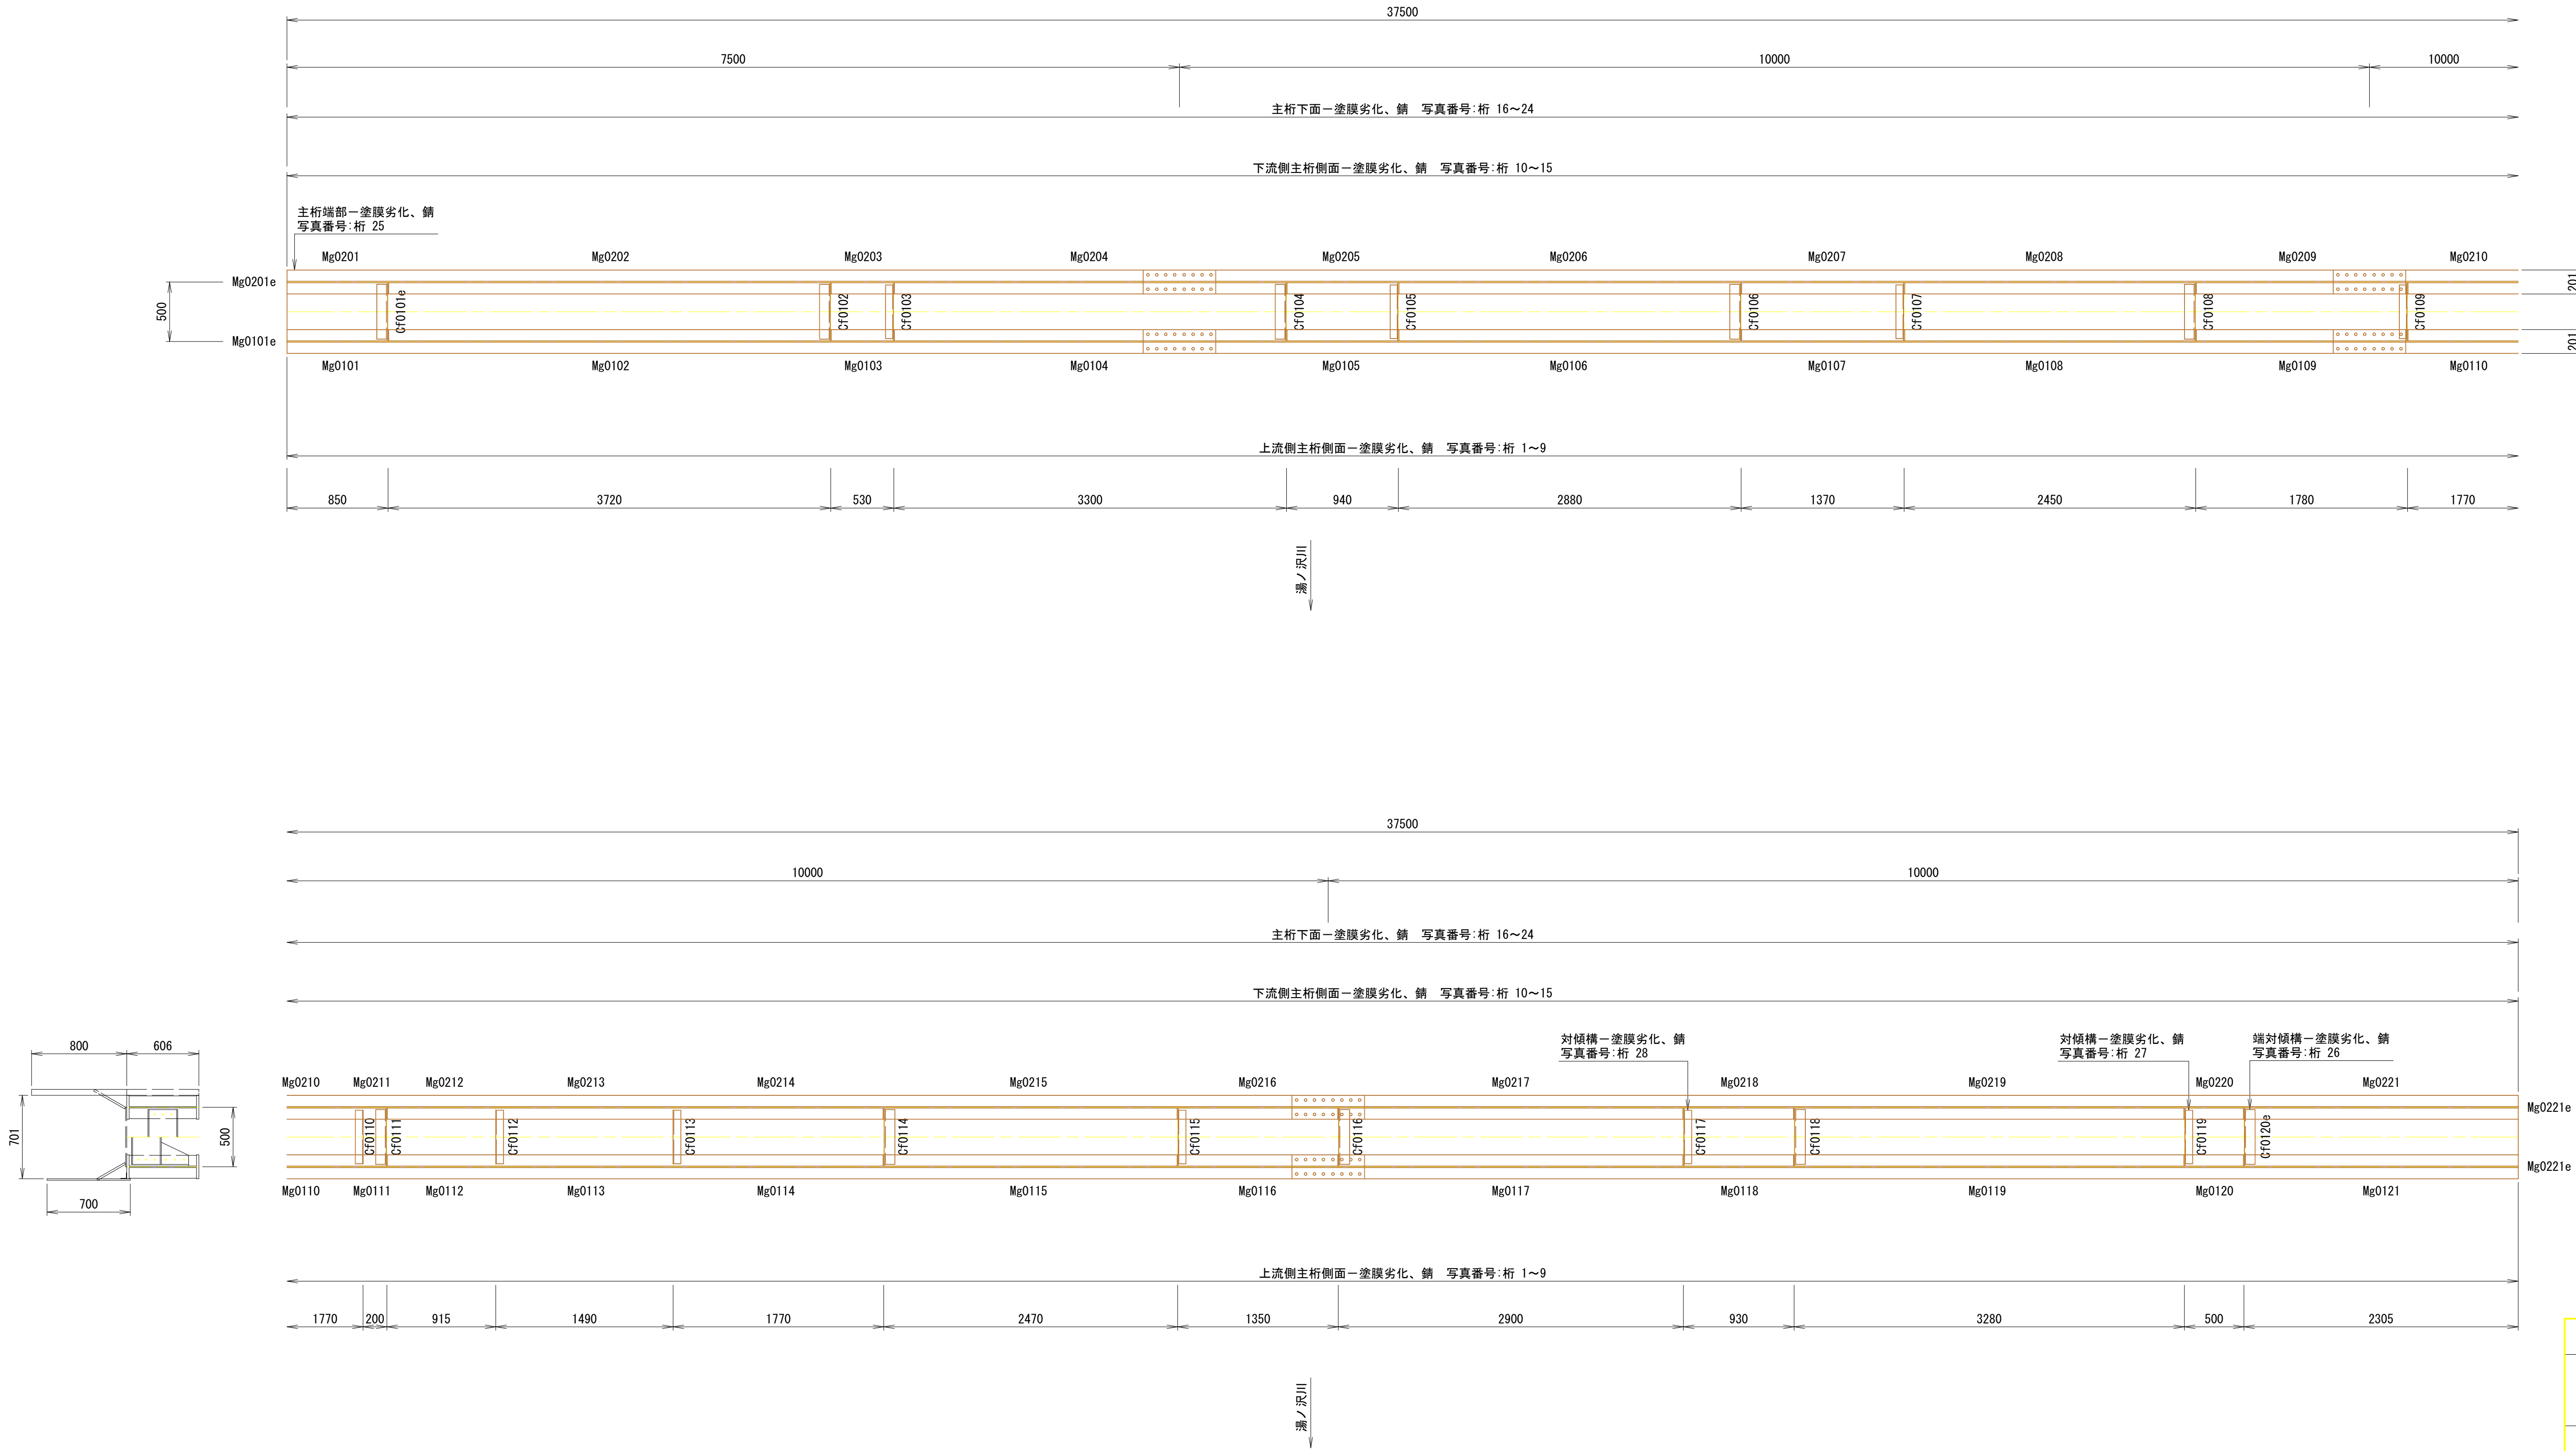 37500
7500
10000
10000
主桁下面－塗膜劣化、錆　写真番号:桁 16～24
下流側主桁側面－塗膜劣化、錆　写真番号:桁 10～15
主桁端部－塗膜劣化、錆
写真番号:桁 25
Mg0201 Mg0202 Mg0203 Mg0204 Mg0205 Mg0206 Mg0207 Mg0208 Mg0209 Mg0210
Mg0201e
500
Mg0101e
Cf0101e Cf0102 Cf0103 Cf0104 Cf0105 Cf0106 Cf0107 Cf0108 Cf0109
201
201
Mg0101 Mg0102 Mg0103 Mg0104 Mg0105 Mg0106 Mg0107 Mg0108 Mg0109 Mg0110
上流側主桁側面－塗膜劣化、錆　写真番号:桁 1～9
850 3720 530 3300 940 2880 1370 2450 1780 1770
湯ノ沢川
37500
10000
10000
主桁下面－塗膜劣化、錆　写真番号:桁 16～24
下流側主桁側面－塗膜劣化、錆　写真番号:桁 10～15
対傾構－塗膜劣化、錆
写真番号:桁 28
対傾構－塗膜劣化、錆
写真番号:桁 27
端対傾構－塗膜劣化、錆
写真番号:桁 26
800 606
701
500
700
Mg0210 Mg0211 Mg0212 Mg0213 Mg0214 Mg0215 Mg0216 Mg0217 Mg0218 Mg0219 Mg0220 Mg0221
Mg0221e
Cf0110 Cf0111 Cf0112 Cf0113 Cf0114 Cf0115 Cf0116 Cf0117 Cf0118 Cf0119 Cf0120e
Mg0221e
Mg0110 Mg0111 Mg0112 Mg0113 Mg0114 Mg0115 Mg0116 Mg0117 Mg0118 Mg0119 Mg0120 Mg0121
上流側主桁側面－塗膜劣化、錆　写真番号:桁 1～9
1770 200 915 1490 1770 2470 1350 2900 930 3280 500 2305
湯ノ沢川